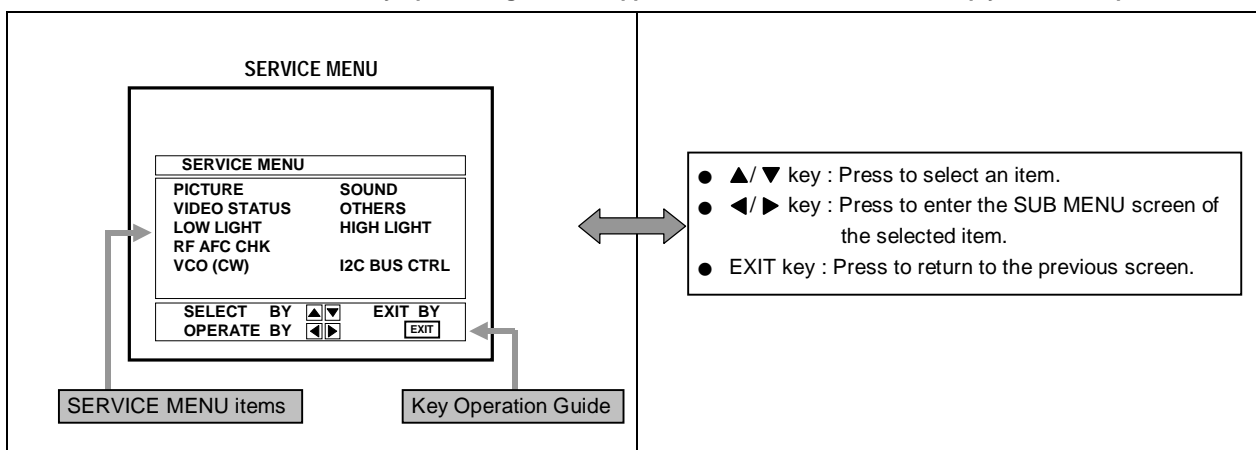 SERVICE MENU
SERVICE MENU
PICTURE SOUND
VIDEO STATUS OTHERS
LOW LIGHT HIGH LIGHT
RF AFC CHK
VCO (CW) I2C BUS CTRL
SELECT BY ▲▼ EXIT BY
OPERATE BY ◀▶ EXIT
SERVICE MENU items
Key Operation Guide
● ▲/ ▼ key : Press to select an item.
● ◀/ ▶ key : Press to enter the SUB MENU screen of
the selected item.
● EXIT key : Press to return to the previous screen.